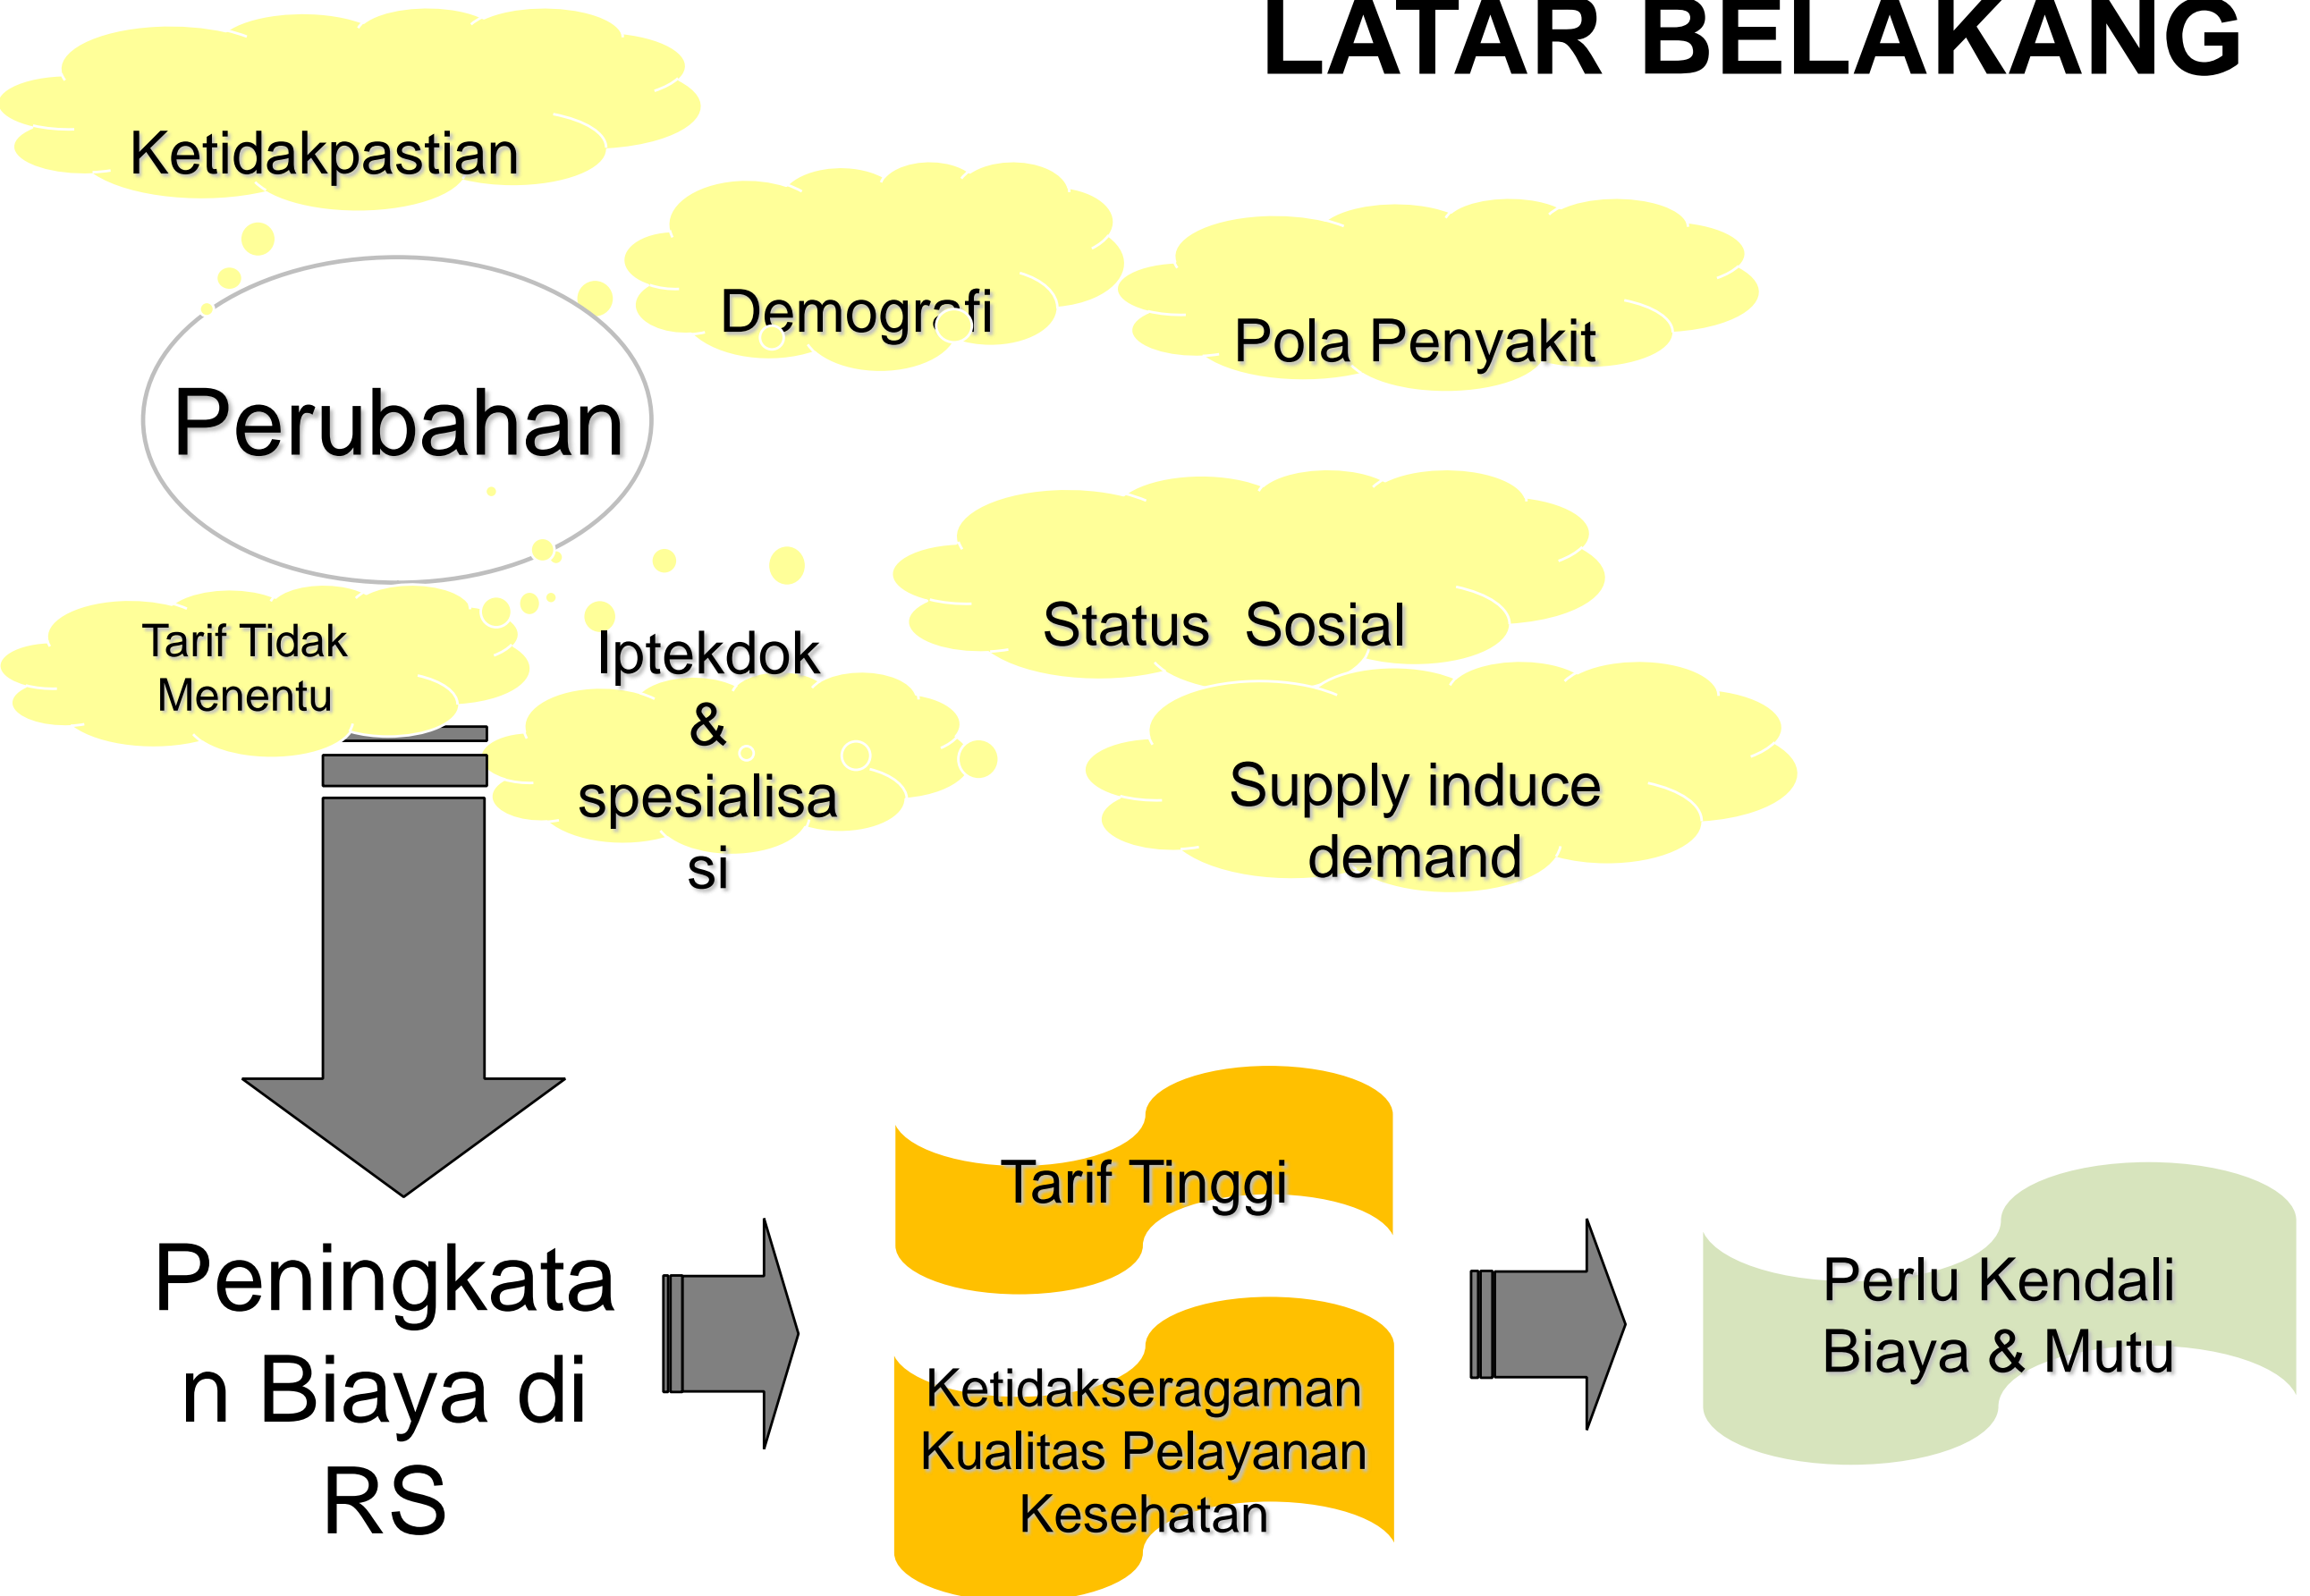 LATAR BELAKANG
Ketidakpastian
Demografi
Pola Penyakit
Perubahan
Status Sosial
Tarif Tidak
Menentu
Iptekdok
&
spesialisa
si
Supply induce
demand
Tarif Tinggi
Peningkata
n Biaya di
RS
Ketidakseragaman
Kualitas Pelayanan
Kesehatan
Perlu Kendali
Biaya & Mutu